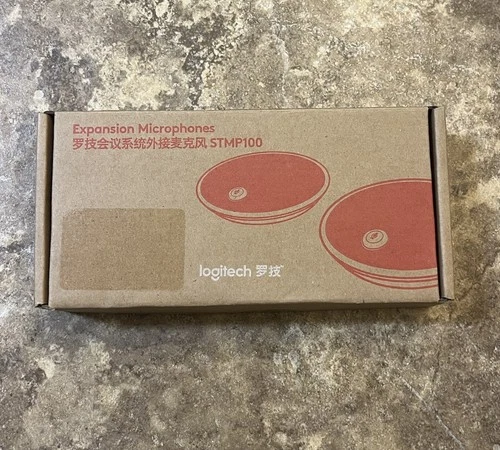 Expansion Microphones
罗技会议系统外接麦克风 STMP100
logitech 罗技